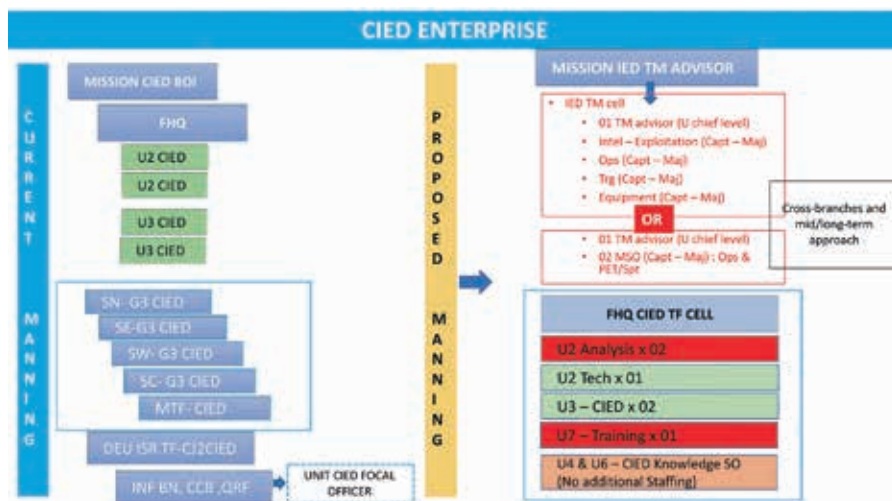 CIED ENTERPRISE
CURRENT MANNING
MISSION CIED BOI
FHQ
U2 CIED
U2 CIED
U3 CIED
U3 CIED
SN- G3 CIED
SE-G3 CIED
SW- G3 CIED
SC- G3 CIED
MTF- CIED
DEU ISR TF-CJ2CIED
INF BN, CCB ,QRF
UNIT CIED FOCAL
OFFICER
PROPOSED MANNING
MISSION IED TM ADVISOR
• IED TM cell
• 01 TM advisor (U chief level)
• Intel – Exploitation (Capt – Maj)
• Ops (Capt – Maj)
• Trg (Capt – Maj)
• Equipment (Capt – Maj)
OR
• 01 TM advisor (U chief level)
• 02 MSO (Capt – Maj) : Ops &
PET/Spt
Cross-branches and
mid/long-term
approach
FHQ CIED TF CELL
U2 Analysis x 02
U2 Tech x 01
U3 – CIED x 02
U7 – Training x 01
U4 & U6 – CIED Knowledge SO
(No additional Staffing)